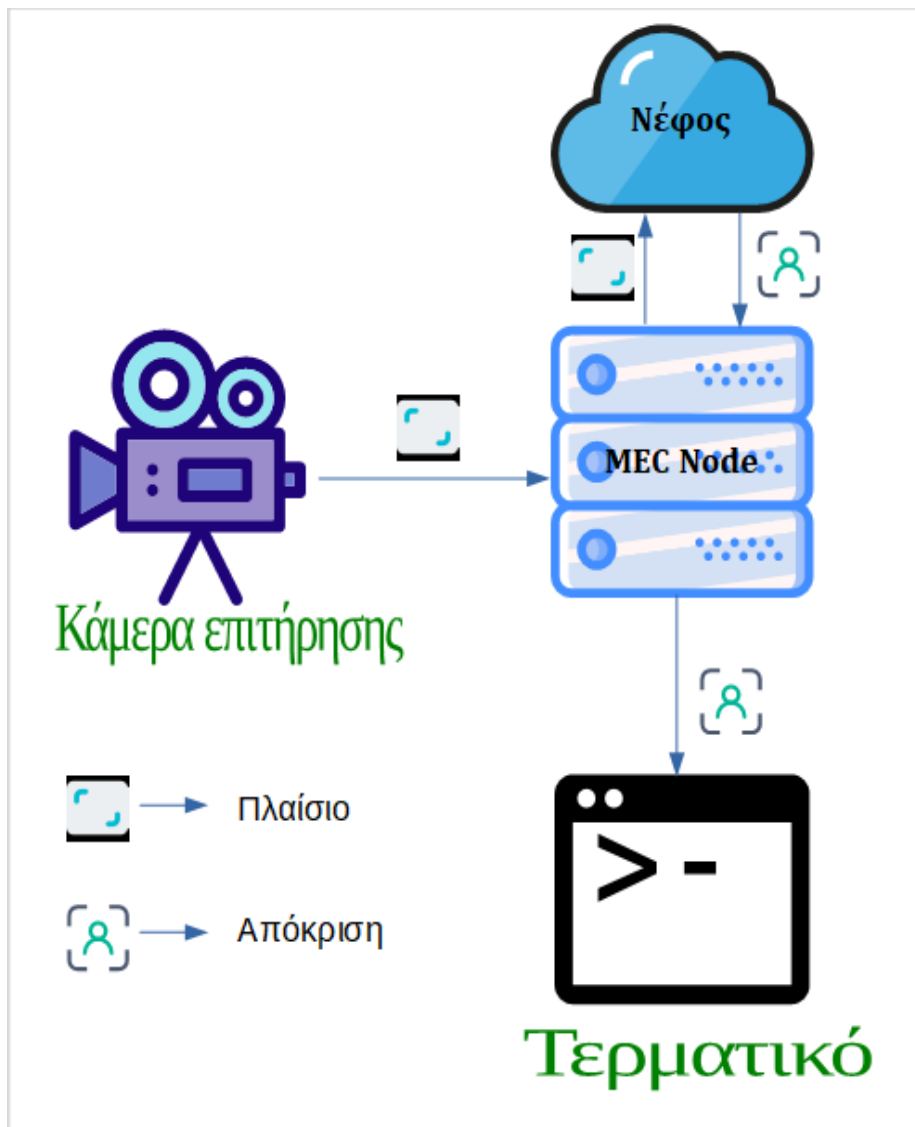 Νέφος
MEC Node
Κάμερα επιτήρησης
Πλαίσιο
Απόκριση
>-
Τερματικό